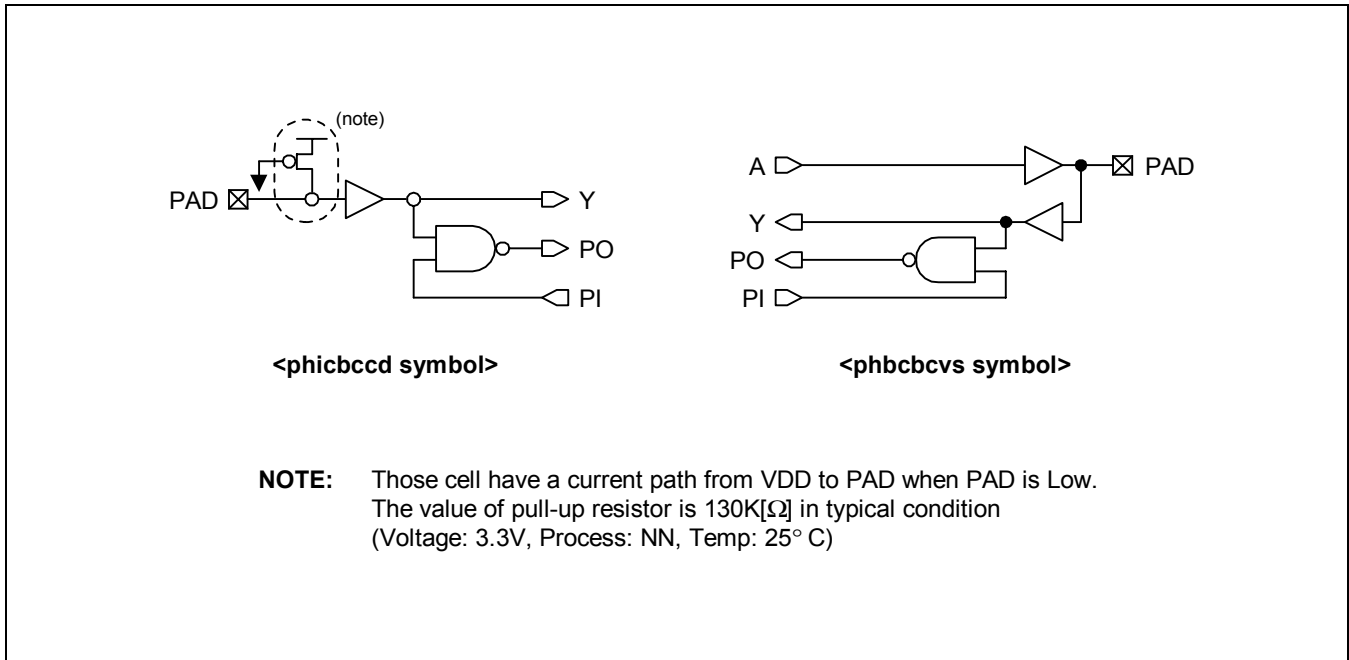 (note)
PAD
Y
PO
PI
<phicbccd symbol>
A
PAD
Y
PO
PI
<phbcbcvs symbol>
NOTE: Those cell have a current path from VDD to PAD when PAD is Low.
The value of pull-up resistor is 130K[Ω] in typical condition
(Voltage: 3.3V, Process: NN, Temp: 25° C)